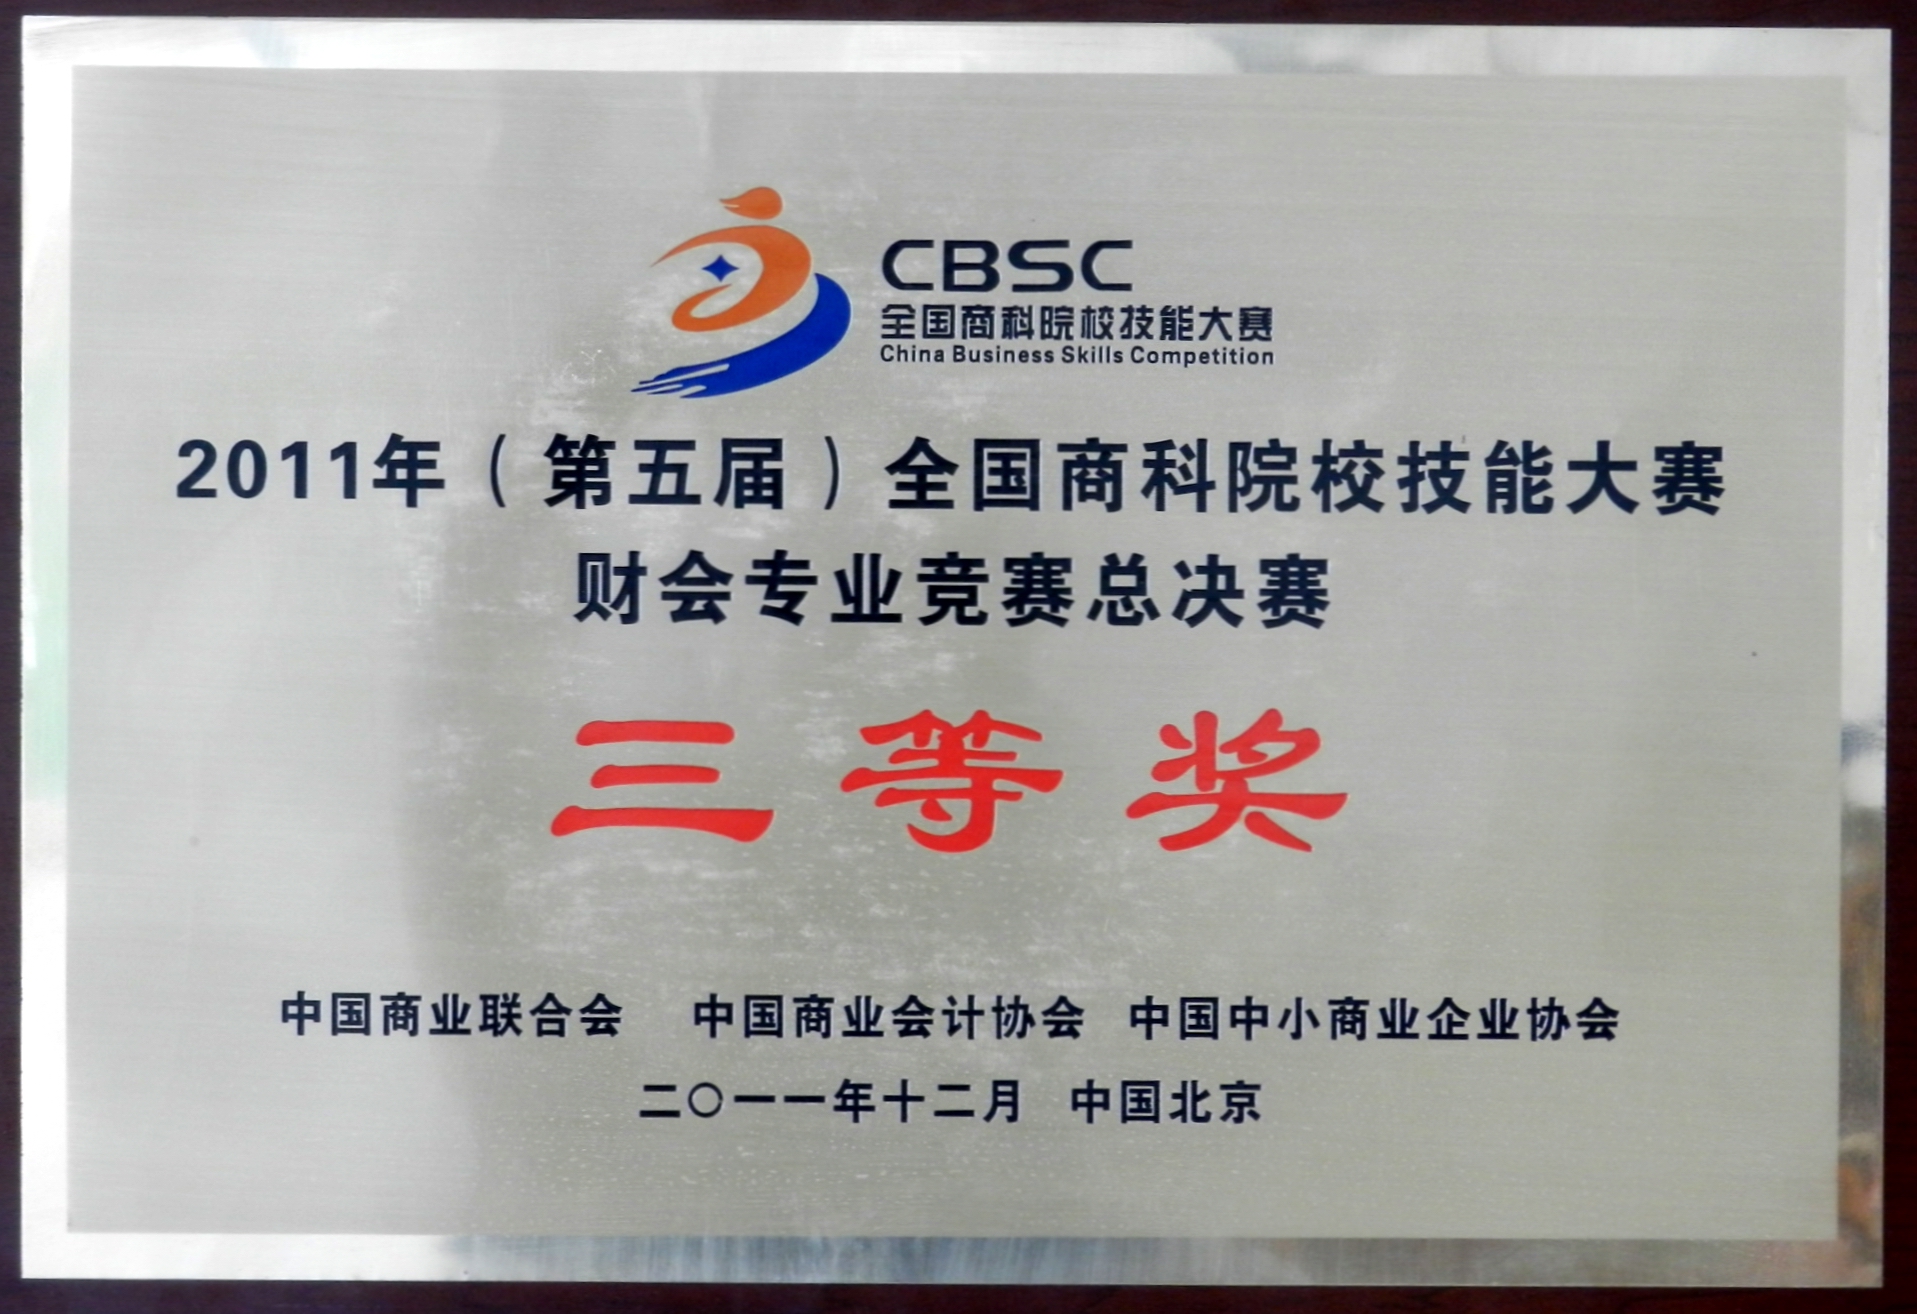 CBSC
全国商科院校技能大赛
China Business Skills Competition
2011年（第五届）全国商科院校技能大赛
财会专业竞赛总决赛
三等奖
中国商业联合会 中国商业会计协会 中国中小商业企业协会
二〇一一年十二月 中国北京